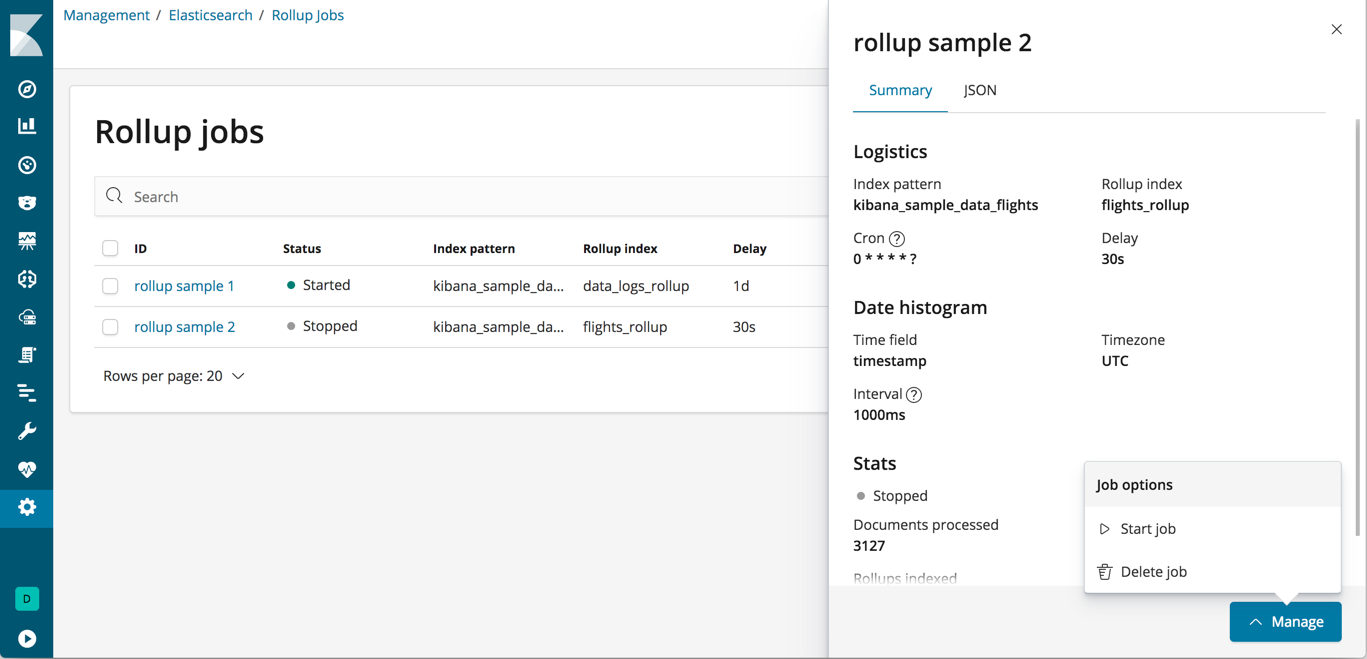 Management / Elasticsearch / Rollup Jobs
Rollup jobs
Search
ID Status Index pattern Rollup index Delay
rollup sample 1 Started kibana_sample_da... data_logs_rollup 1d
rollup sample 2 Stopped kibana_sample_da... flights_rollup 30s
Rows per page: 20
D
rollup sample 2
Summary JSON
Logistics
Index pattern Rollup index
kibana_sample_data_flights flights_rollup
Cron ? Delay
0 * * * * ? 30s
Date histogram
Time field Timezone
timestamp UTC
Interval ?
1000ms
Stats
Stopped
Documents processed
3127
Rollups indexed
Job options
Start job
Delete job
Manage